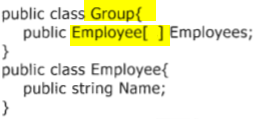 public class Group{
public Employee[ ] Employees;
}
public class Employee{
public string Name;
}